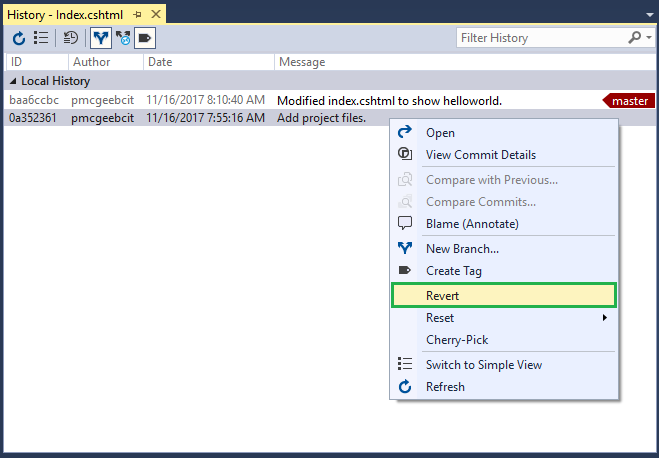 History - Index.cshtml
Filter History
ID Author Date Message
Local History
baa6ccbc pmcgeebcit 11/16/2017 8:10:40 AM Modified index.cshtml to show helloworld. master
0a352361 pmcgeebcit 11/16/2017 7:55:16 AM Add project files.
Open
View Commit Details
Compare with Previous...
Compare Commits...
Blame (Annotate)
New Branch...
Create Tag
Revert
Reset
Cherry-Pick
Switch to Simple View
Refresh